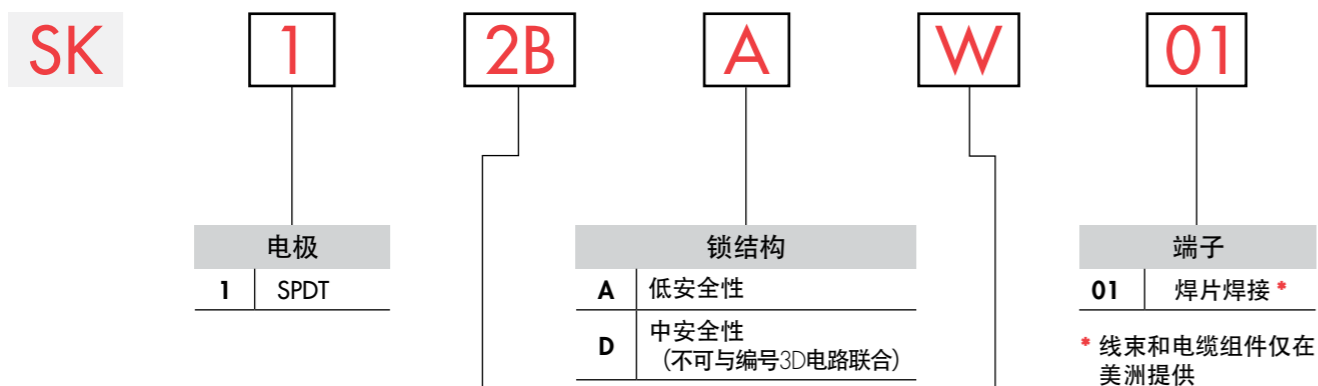 SK 1 2B A W 01
电极
1 SPDT
锁结构
A 低安全性
D 中安全性
（不可与编号3D电路联合）
端子
01 焊片焊接 *
* 线束和电缆组件仅在
美洲提供